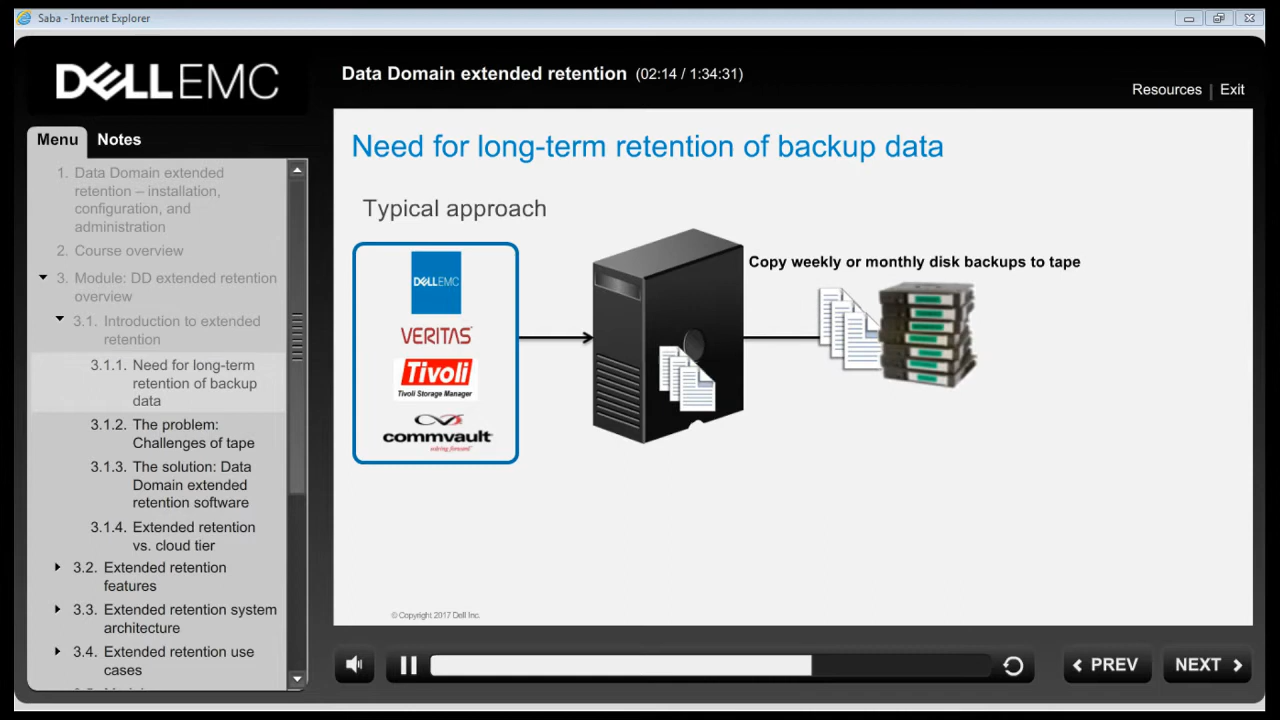 Saba - Internet Explorer
DELLEMC
Data Domain extended retention (02:14 / 1:34:31)
Resources | Exit
Menu Notes
1. Data Domain extended
retention – installation,
configuration, and
administration
2. Course overview
3. Module: DD extended retention
overview
3.1. Introduction to extended
retention
3.1.1. Need for long-term
retention of backup
data
3.1.2. The problem:
Challenges of tape
3.1.3. The solution: Data
Domain extended
retention software
3.1.4. Extended retention
vs. cloud tier
3.2. Extended retention
features
3.3. Extended retention system
architecture
3.4. Extended retention use
cases
Need for long-term retention of backup data
Typical approach
DELLEMC
VERITAS
Tivoli
Tivoli Storage Manager
commvault
Copy weekly or monthly disk backups to tape
© Copyright 2017 Dell Inc.
PREV
NEXT